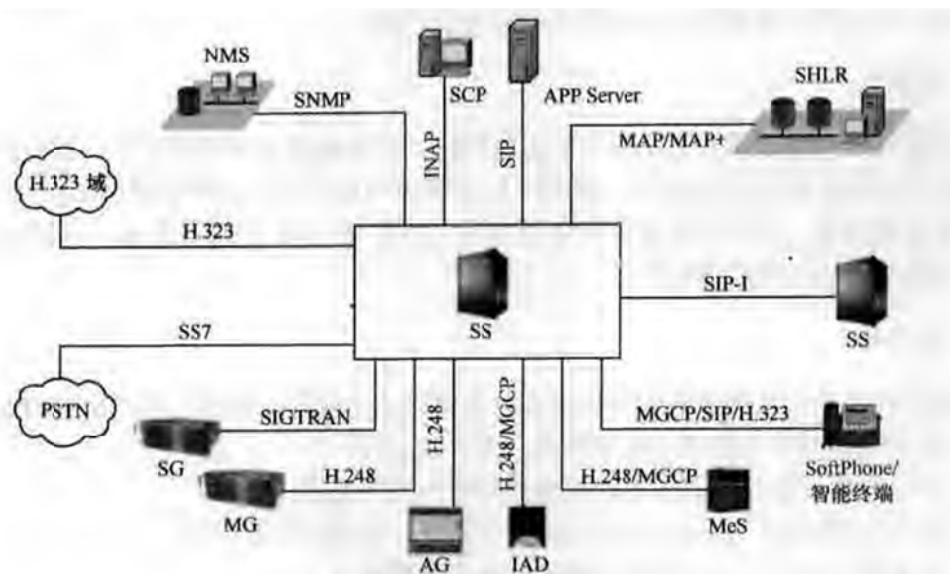 NMS
SNMP
SCP
APP Server
SHLR
MAP/MAP+
INAP
SIP
H.323 域
H.323
SS
SIP-I
SS
SS7
PSTN
SIGTRAN
SG
H.248
MG
H.248
AG
H.248/MGCP
IAD
H.248/MGCP
MeS
MGCP/SIP/H.323
SoftPhone/
智能终端